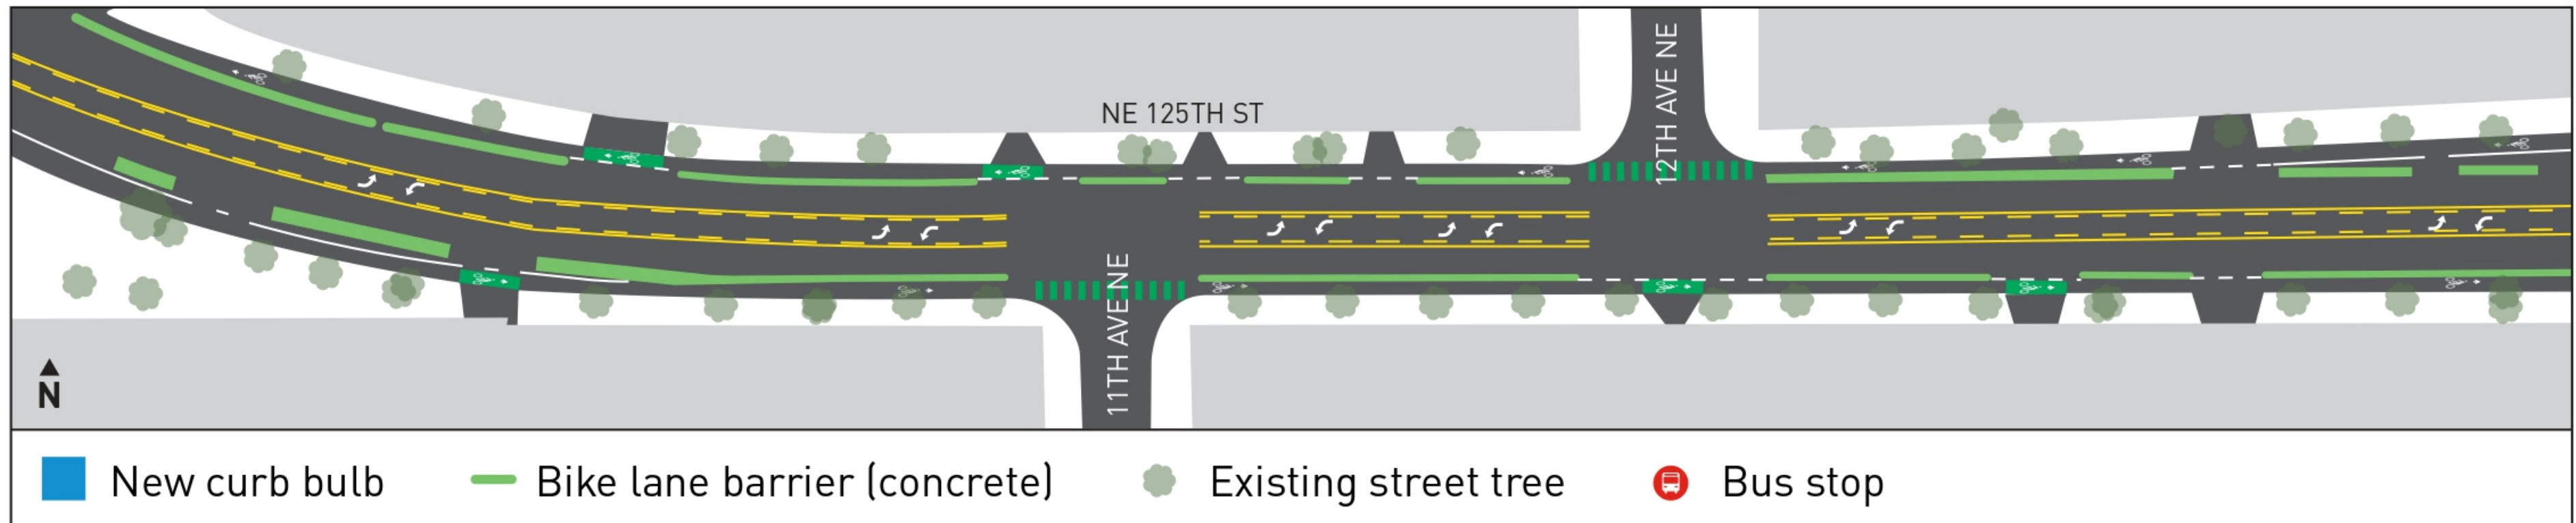 NE 125TH ST
12TH AVE NE
11TH AVE NE
N
New curb bulb
Bike lane barrier (concrete)
Existing street tree
Bus stop